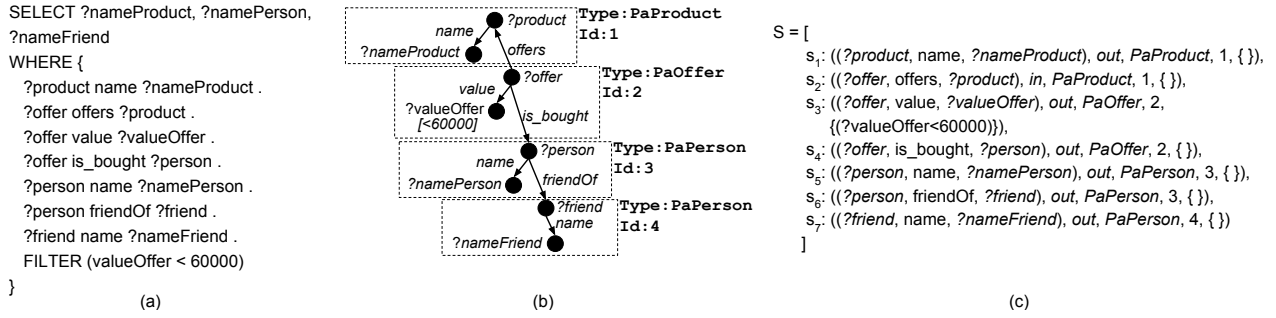 SELECT ?nameProduct, ?namePerson,
?nameFriend
WHERE {
?product name ?nameProduct .
?offer offers ?product .
?offer value ?valueOffer .
?offer is_bought ?person .
?person name ?namePerson .
?person friendOf ?friend .
?friend name ?nameFriend .
FILTER (valueOffer < 60000)
}
(a)
?product
Type:PaProduct
name
Id:1
?nameProduct
offers
?offer
Type:PaOffer
value
Id:2
?valueOffer
[<60000]
is_bought
?person
Type:PaPerson
name
Id:3
?namePerson
friendOf
?friend
Type:PaPerson
name
Id:4
?nameFriend
(b)
S = [
s1: ((?product, name, ?nameProduct), out, PaProduct, 1, { }),
s2: ((?offer, offers, ?product), in, PaProduct, 1, { }),
s3: ((?offer, value, ?valueOffer), out, PaOffer, 2,
{(?valueOffer<60000)}),
s4: ((?offer, is_bought, ?person), out, PaOffer, 2, { }),
s5: ((?person, name, ?namePerson), out, PaPerson, 3, { }),
s6: ((?person, friendOf, ?friend), out, PaPerson, 3, { }),
s7: ((?friend, name, ?nameFriend), out, PaPerson, 4, { })
]
(c)